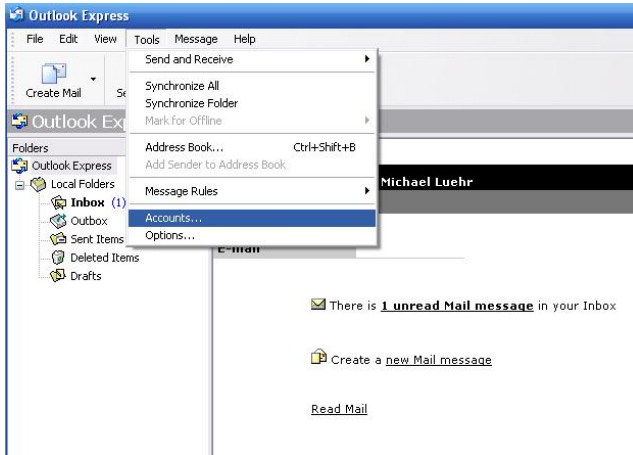 Outlook Express
File Edit View Tools Message Help
Send and Receive
Create Mail
Synchronize All
Synchronize Folder
Mark for Offline
Outlook
Folders
Address Book... Ctrl+Shift+B
Outlook Express
Add Sender to Address Book
Local Folders
Michael Luehr
Inbox (1)
Message Rules
Outbox
Accounts...
Sent Items
Options...
Deleted Items
E-mail
Drafts
There is 1 unread Mail message in your Inbox
Create a new Mail message
Read Mail